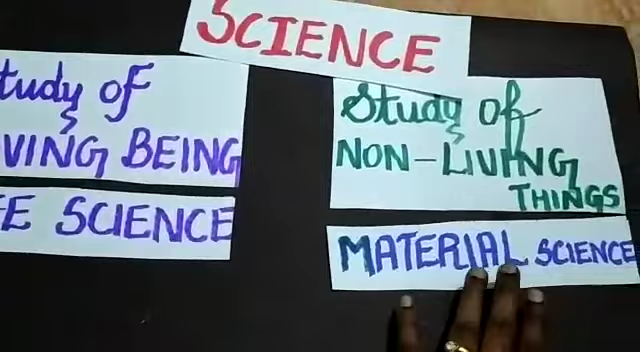 SCIENCE
tudy of
VING BEING
E SCIENCE
Study of
NON-LIVING
THINGS
MATERIAL SCIENCE